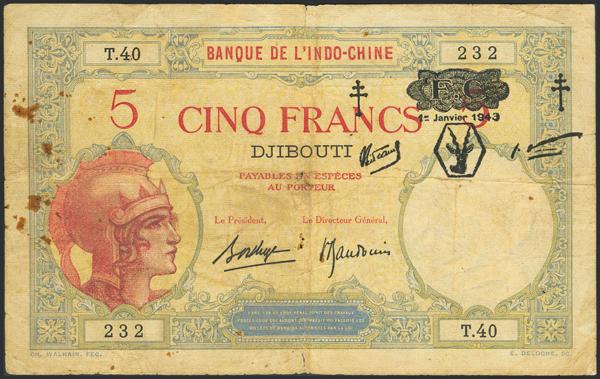 T.40 BANQUE DE L'INDO-CHINE 232
5 CINQ FRANCS 5
1er Janvier 1943
DJIBOUTI
PAYABLES EN ESPÈCES
AU PORTEUR
Le Président, Le Directeur Général,
232 T.40
CH. WALHAIN, FEC. E. DELOCHE, SC.